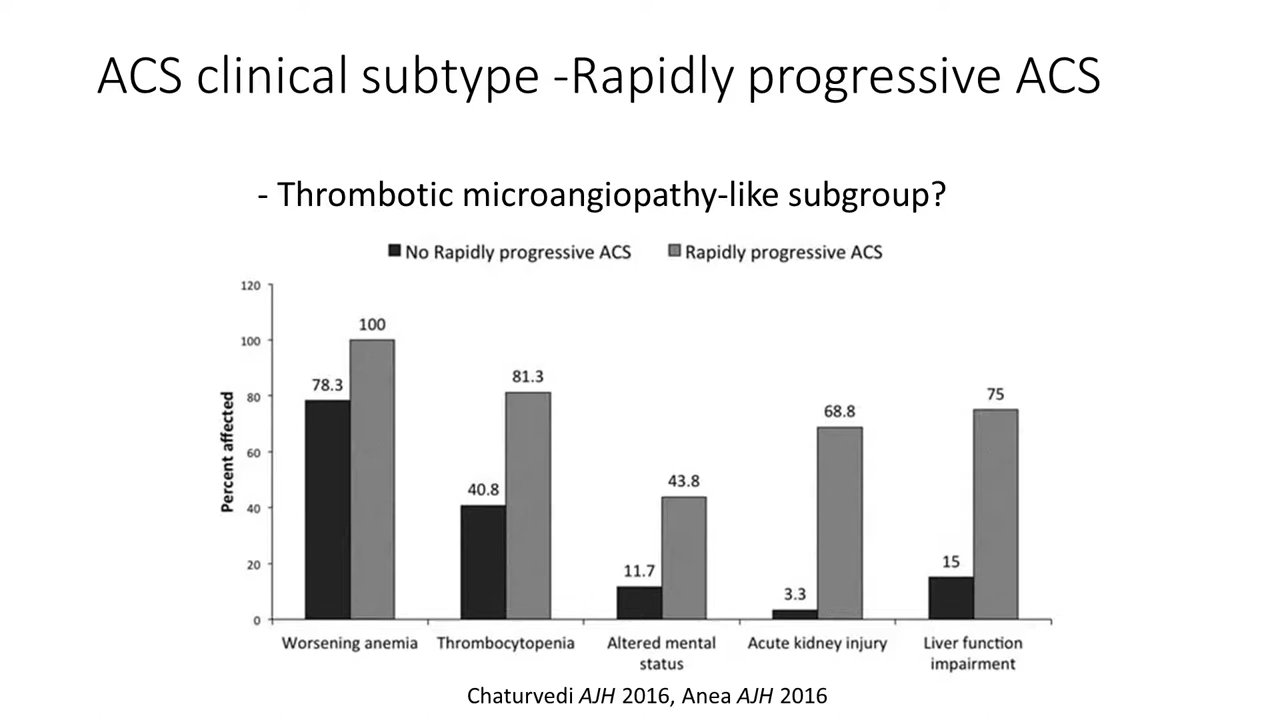 ACS clinical subtype -Rapidly progressive ACS
- Thrombotic microangiopathy-like subgroup?
No Rapidly progressive ACS
Rapidly progressive ACS
Percent affected
120
100
80
60
40
20
0
78.3
100
40.8
81.3
11.7
43.8
3.3
68.8
15
75
Worsening anemia
Thrombocytopenia
Altered mental
status
Acute kidney injury
Liver function
impairment
Chaturvedi AJH 2016, Anea AJH 2016